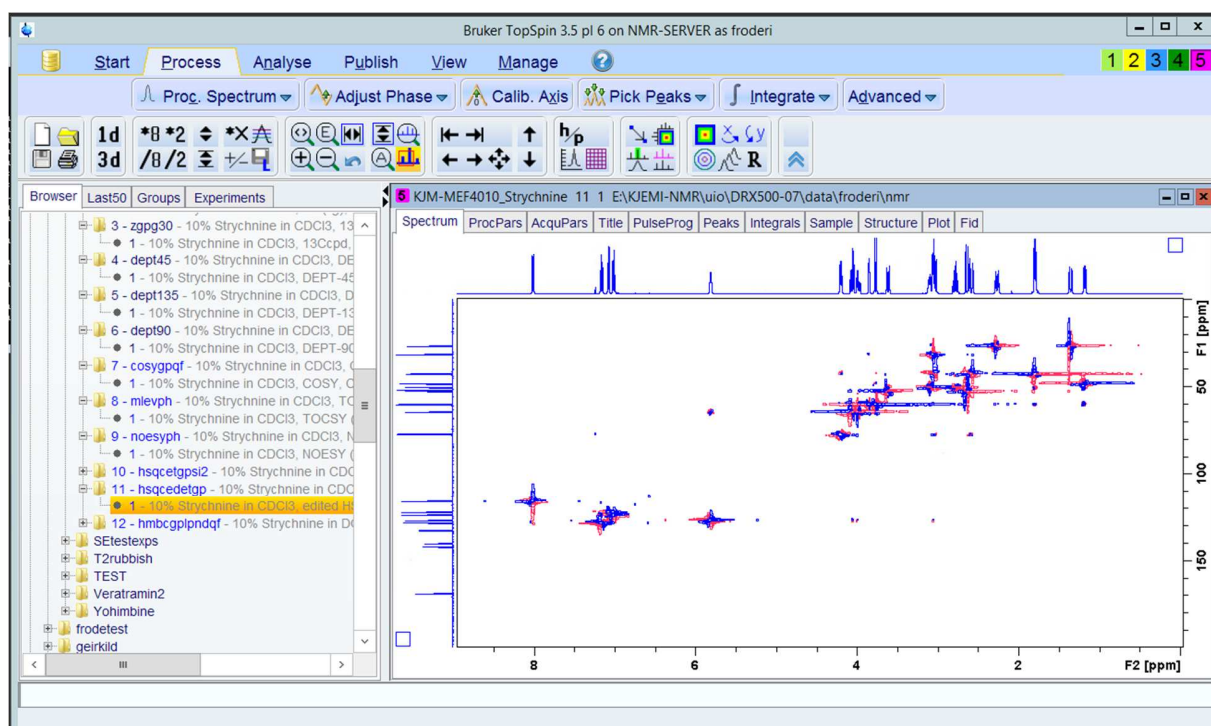 Bruker TopSpin 3.5 pl 6 on NMR-SERVER as froderi
Start Process Analyse Publish View Manage ? 1 2 3 4 5
Proc. Spectrum Adjust Phase Calib. Axis Pick Peaks Integrate Advanced
1d *8 *2 *X E h/p x y
3d /8 /2 +/- A R
Browser Last50 Groups Experiments
3 - zgpg30 - 10% Strychnine in CDCl3, 13
1 - 10% Strychnine in CDCl3, 13Ccpd,
4 - dept45 - 10% Strychnine in CDCl3, DE
1 - 10% Strychnine in CDCl3, DEPT-45
5 - dept135 - 10% Strychnine in CDCl3, D
1 - 10% Strychnine in CDCl3, DEPT-13
6 - dept90 - 10% Strychnine in CDCl3, DE
1 - 10% Strychnine in CDCl3, DEPT-90
7 - cosygpqf - 10% Strychnine in CDCl3,
1 - 10% Strychnine in CDCl3, COSY, C
8 - mlevph - 10% Strychnine in CDCl3, TO
1 - 10% Strychnine in CDCl3, TOCSY (
9 - noesyph - 10% Strychnine in CDCl3, N
1 - 10% Strychnine in CDCl3, NOESY (
10 - hsqcetgpsi2 - 10% Strychnine in CDC
11 - hsqcedetgp - 10% Strychnine in CDC
1 - 10% Strychnine in CDCl3, edited HS
12 - hmbcgplpndqf - 10% Strychnine in D
SEtestexps
T2rubbish
TEST
Veratramin2
Yohimbine
frodetest
geirkild
5 KJM-MEF4010_Strychnine 11 1 E:\KJEMI-NMR\uio\DRX500-07\data\froderi\nmr
Spectrum ProcPars AcquPars Title PulseProg Peaks Integrals Sample Structure Plot Fid
F1 [ppm]
50
100
150
8 6 4 2 F2 [ppm]